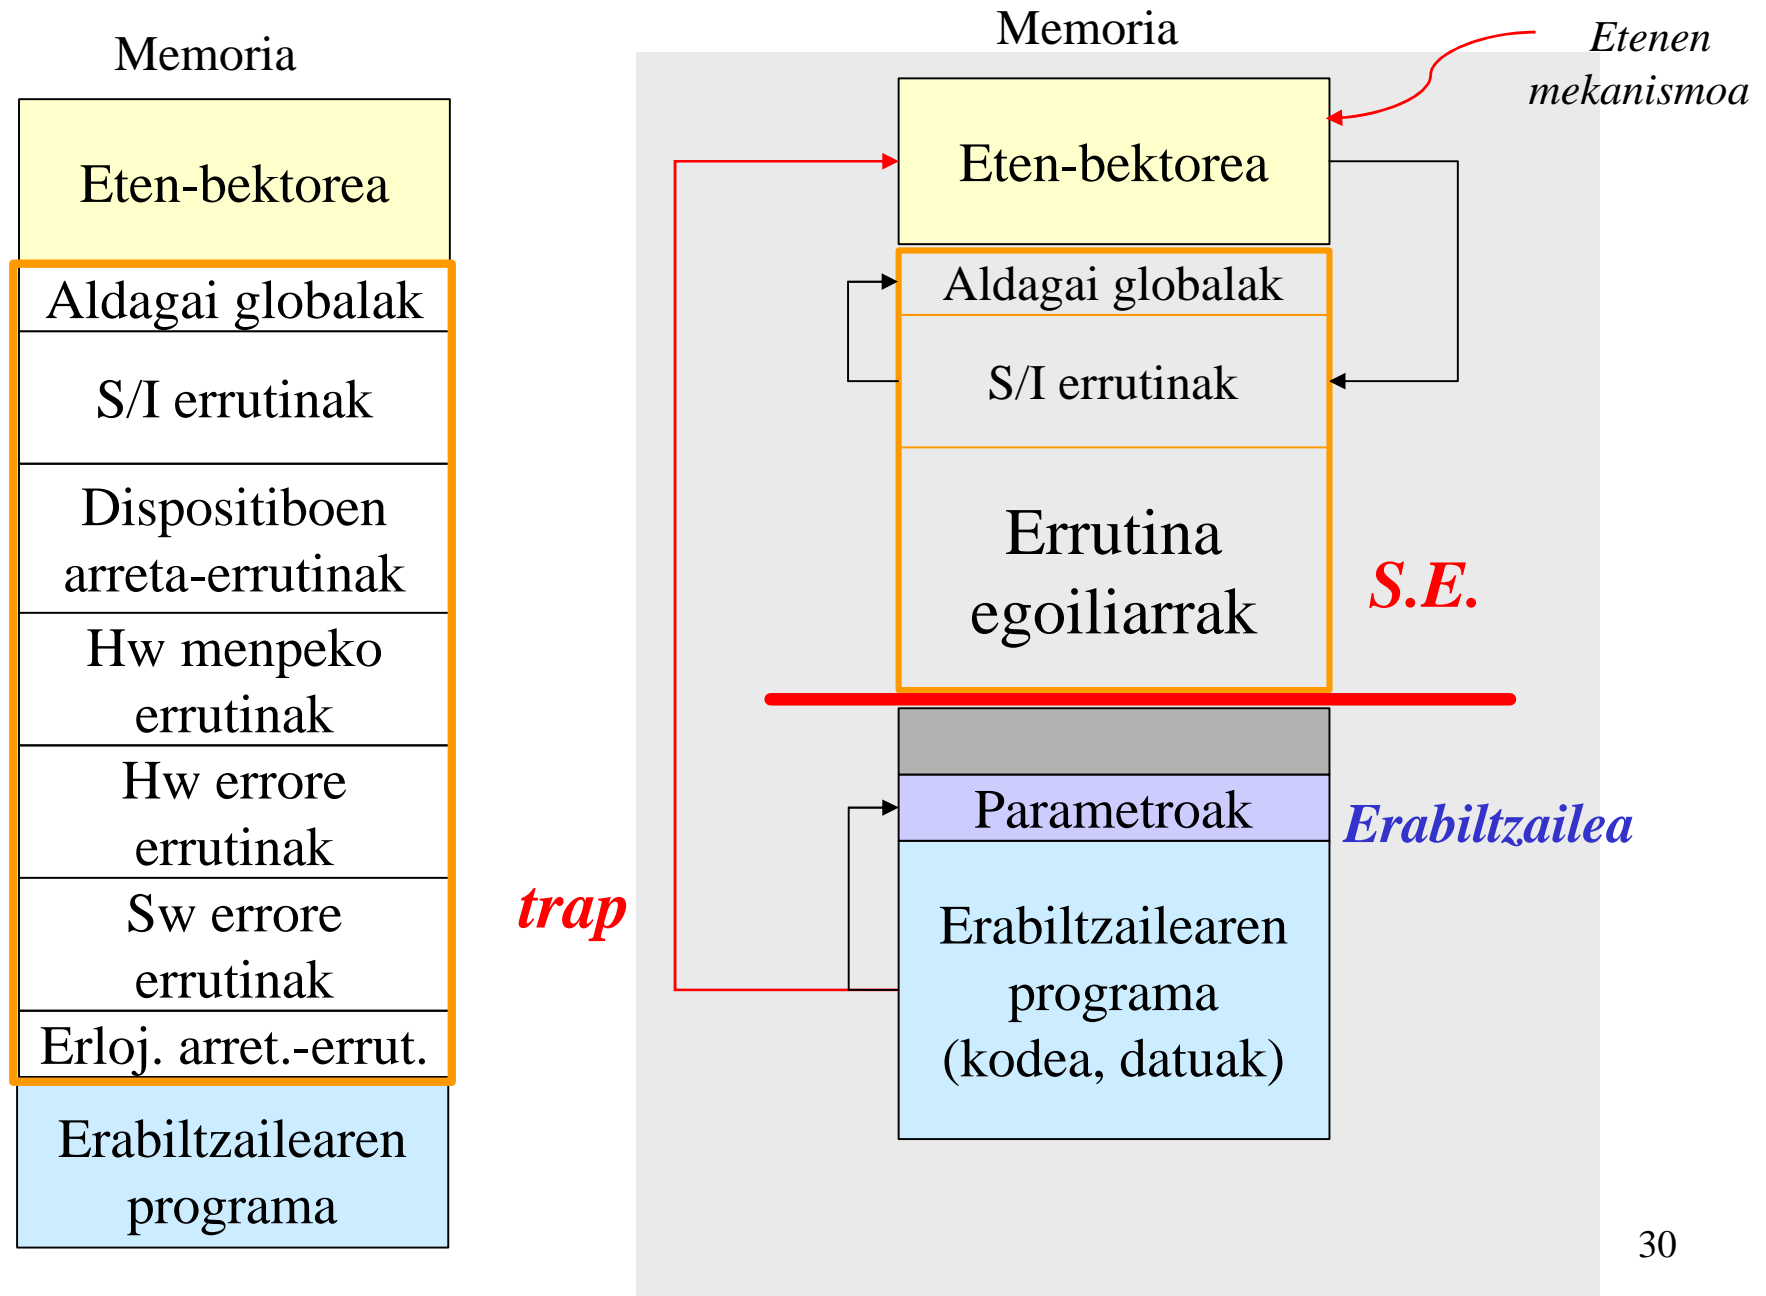 Memoria
Eten-bektorea
Aldagai globalak
S/I errutinak
Dispositiboen
arreta-errutinak
Hw menpeko
errutinak
Hw errore
errutinak
Sw errore
errutinak
Erloj. arret.-errut.
Erabiltzailearen
programa
Memoria
Etenen
mekanismoa
Eten-bektorea
Aldagai globalak
S/I errutinak
Errutina
egoiliarrak
S.E.
Parametroak
Erabiltzailea
trap
Erabiltzailearen
programa
(kodea, datuak)
30